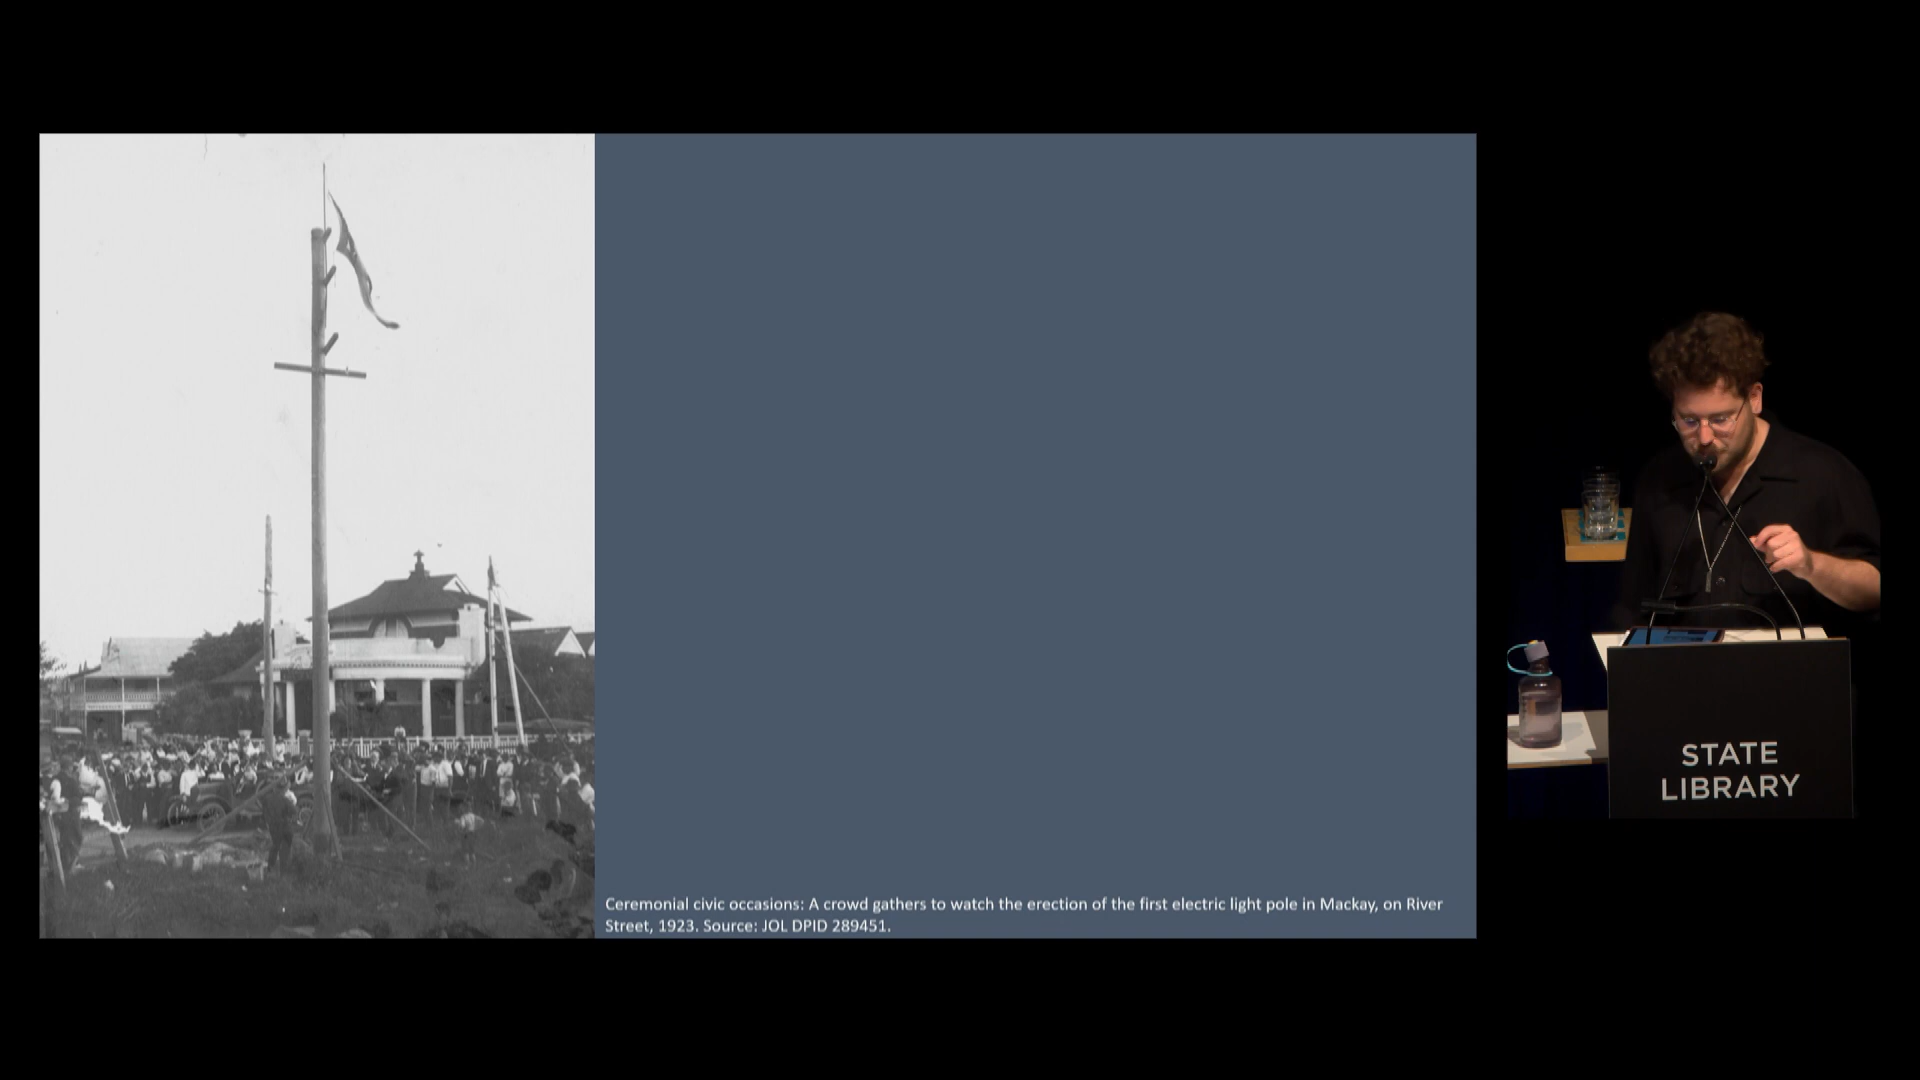 Ceremonial civic occasions: A crowd gathers to watch the erection of the first electric light pole in Mackay, on River
Street, 1923. Source: JOL DPID 289451.
STATE
LIBRARY